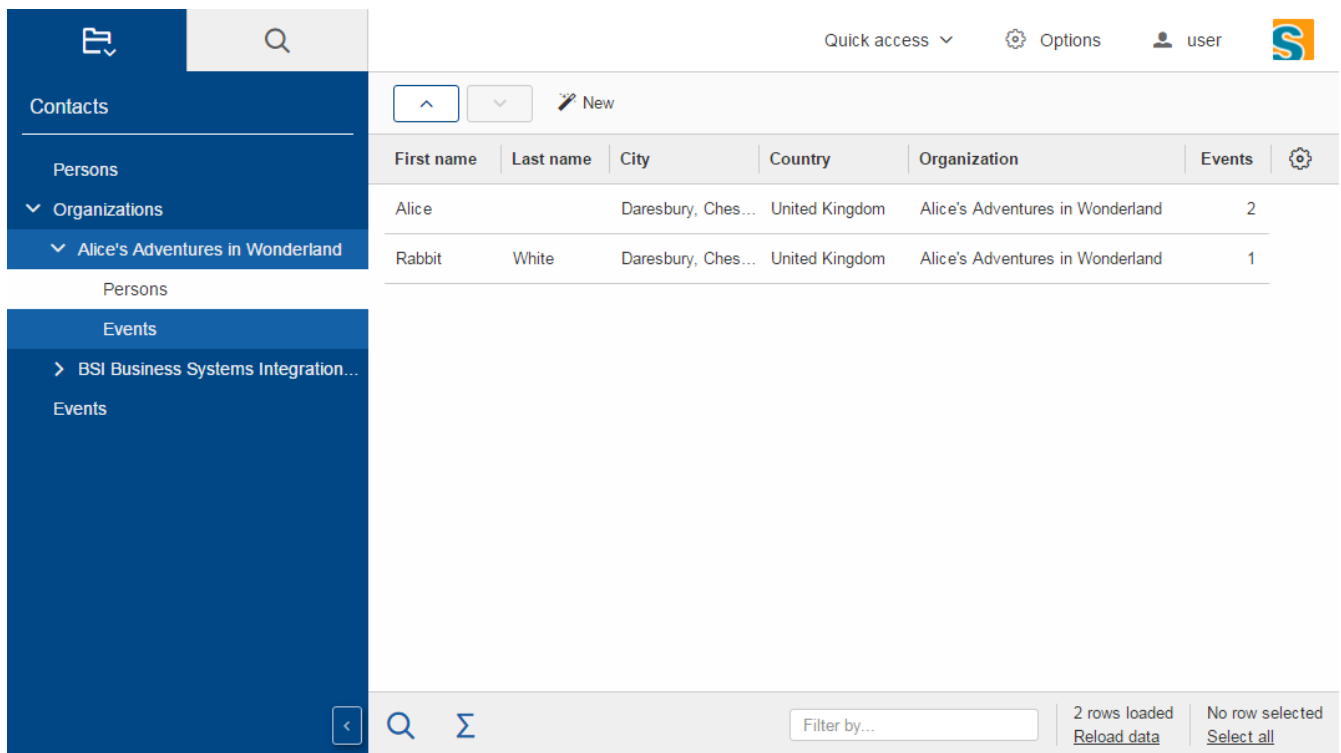 Quick access
Options
user
Contacts
New
Persons
Organizations
Alice's Adventures in Wonderland
Persons
Events
BSI Business Systems Integration...
Events
First name Last name City Country Organization Events
Alice Daresbury, Ches... United Kingdom Alice's Adventures in Wonderland 2
Rabbit White Daresbury, Ches... United Kingdom Alice's Adventures in Wonderland 1
Filter by...
2 rows loaded
Reload data
No row selected
Select all